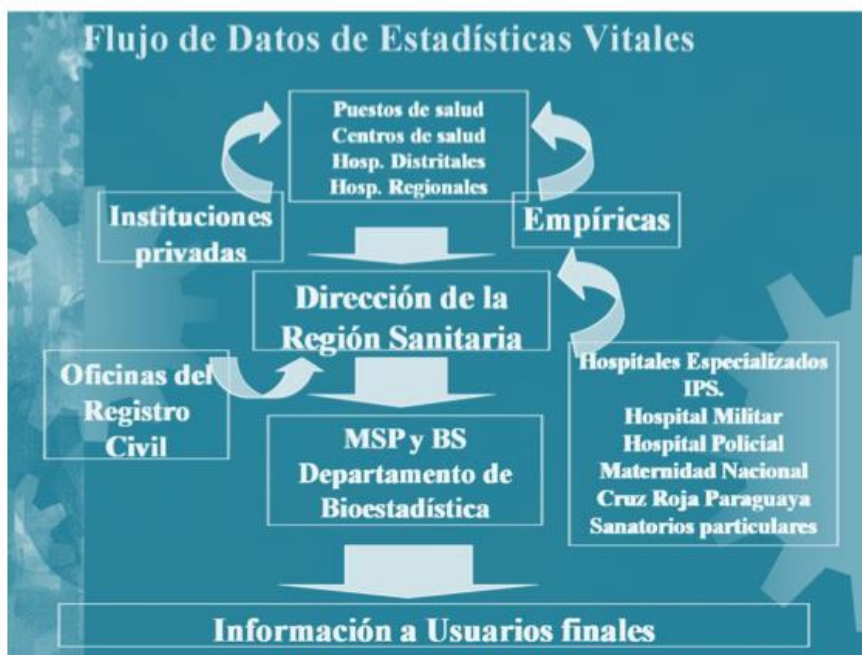 Flujo de Datos de Estadísticas Vitales
Puestos de salud
Centros de salud
Hosp. Distritales
Hosp. Regionales
Instituciones
privadas
Empíricas
Dirección de la
Región Sanitaria
Oficinas del
Registro
Civil
Hospitales Especializados
IPS.
Hospital Militar
Hospital Policial
Maternidad Nacional
Cruz Roja Paraguaya
Sanatorios particulares
MSP y BS
Departamento de
Bioestadística
Información a Usuarios finales